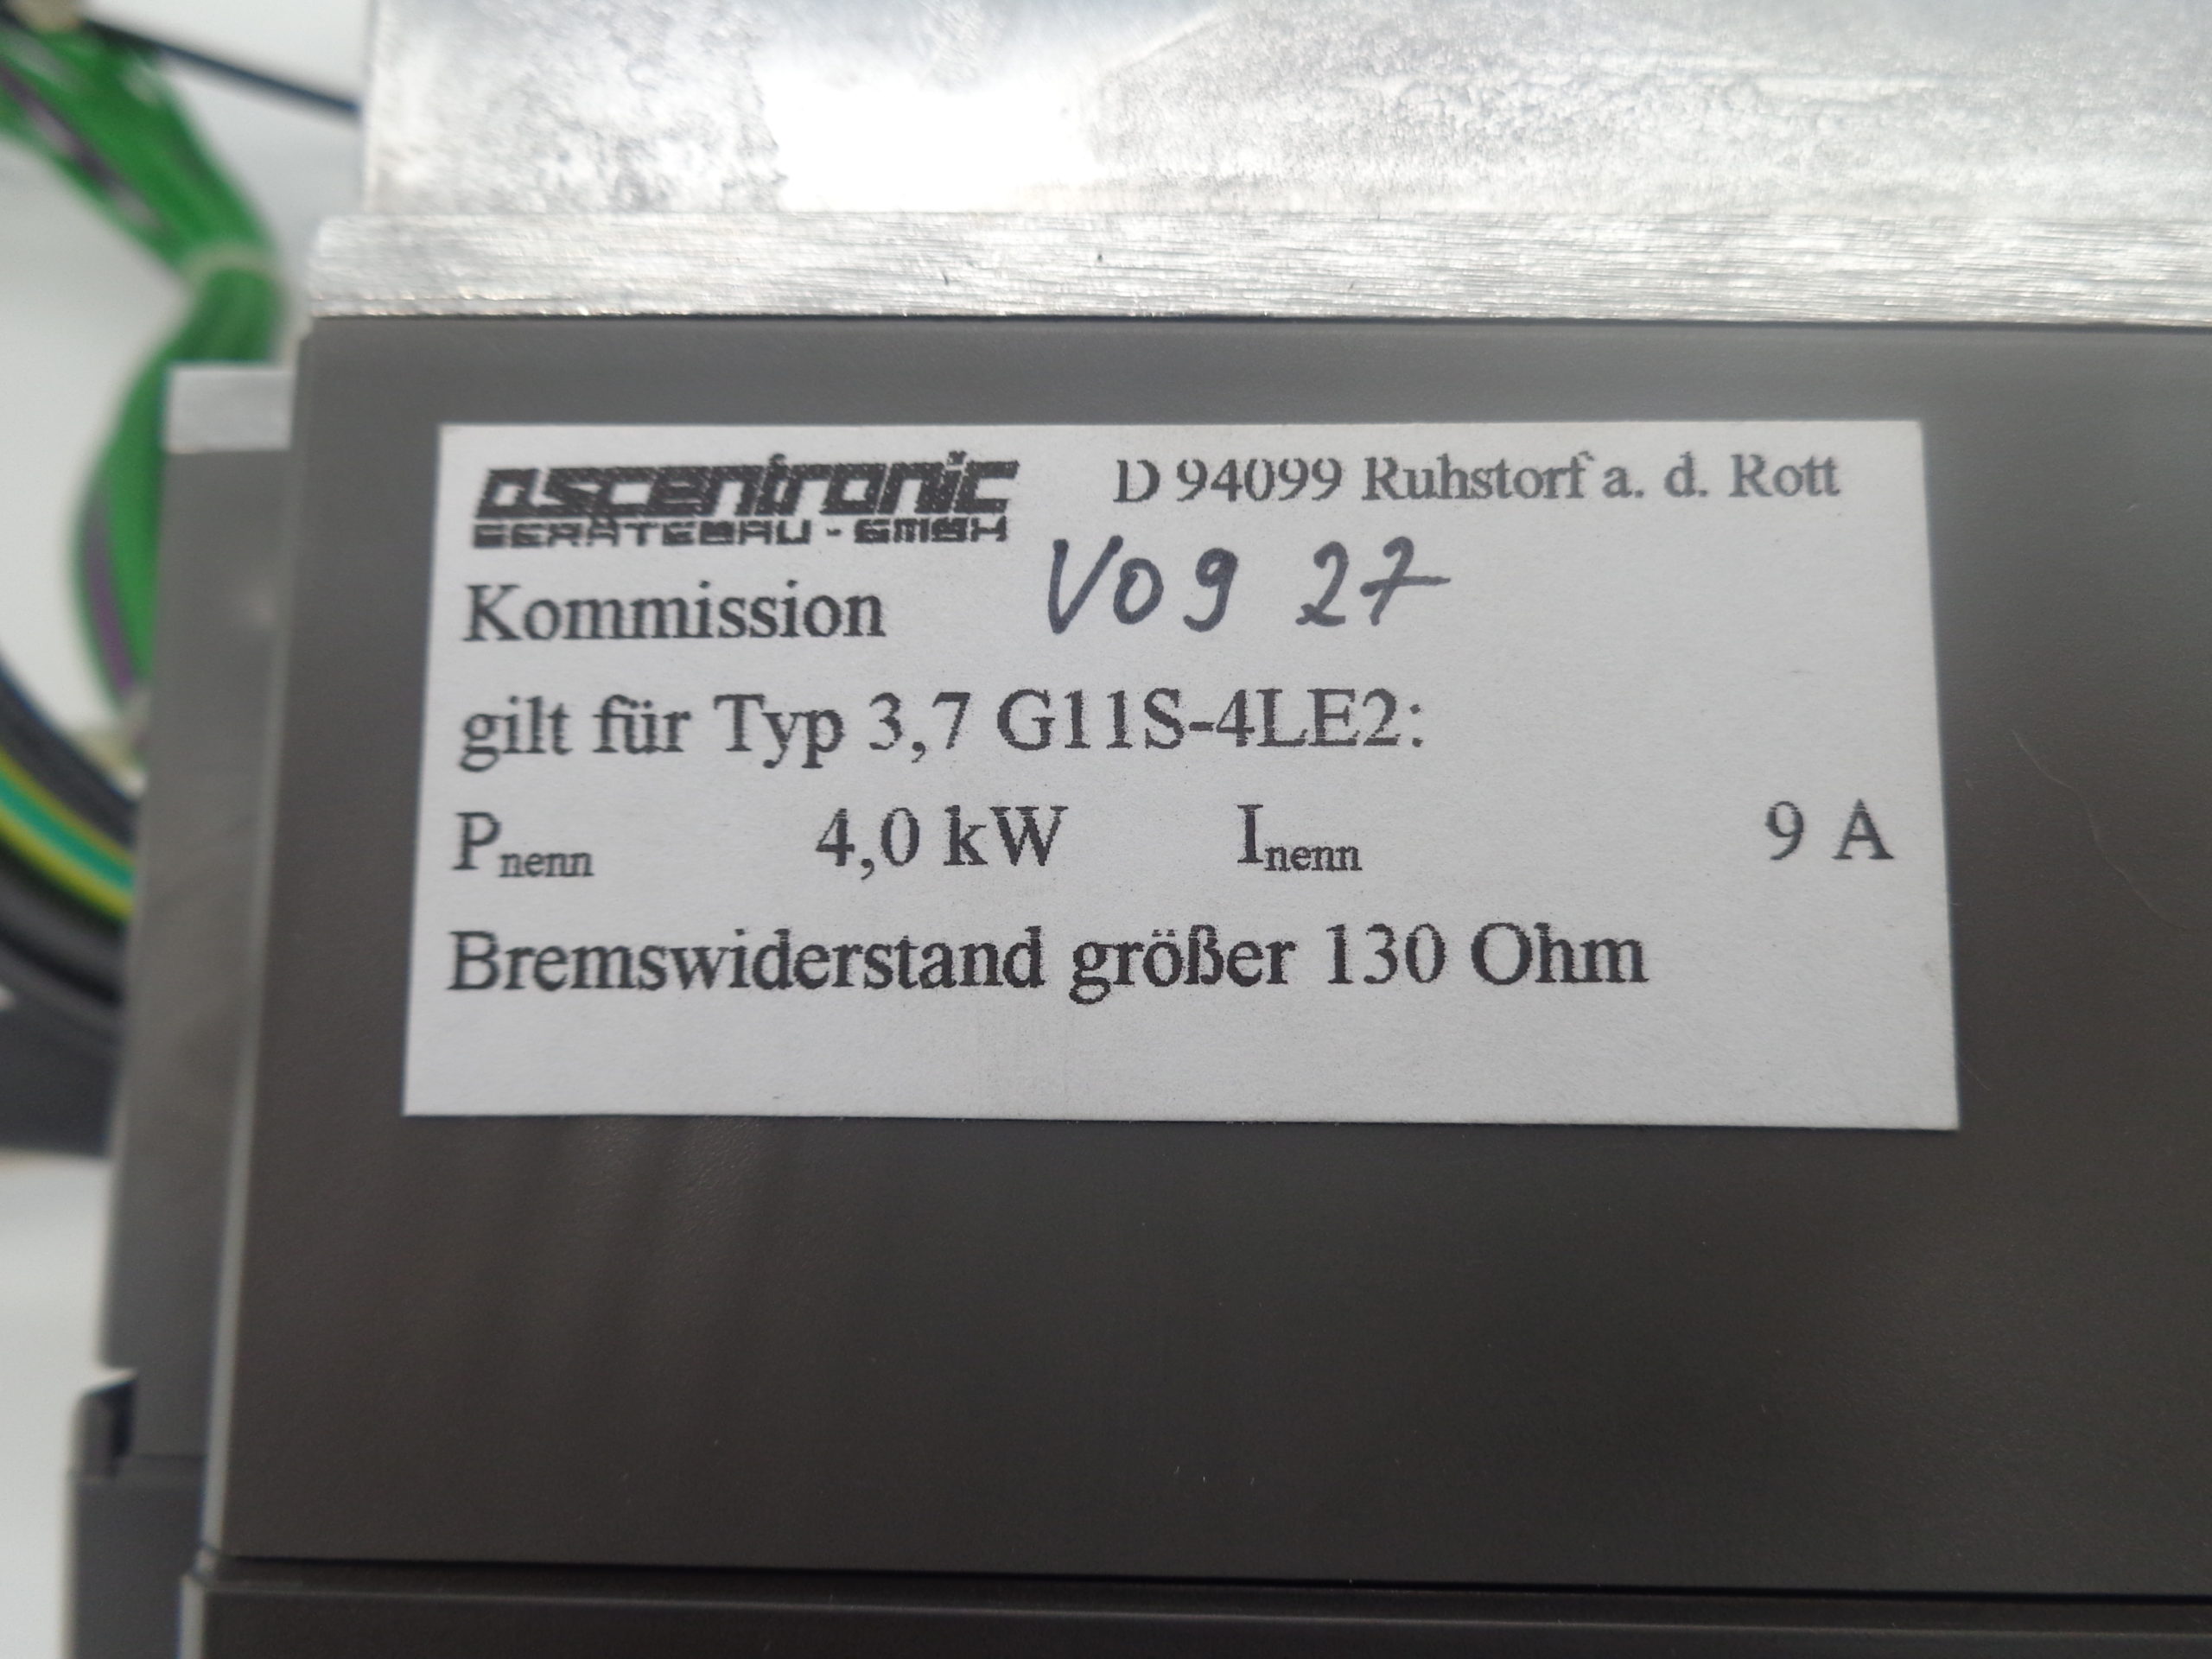 ascentronic D 94099 Ruhstorf a. d. Rott
GERÄTEBAU - GMBH
Kommission V09 27
gilt für Typ 3,7 G11S-4LE2:
Pnenn 4,0 kW Inenn 9 A
Bremswiderstand größer 130 Ohm